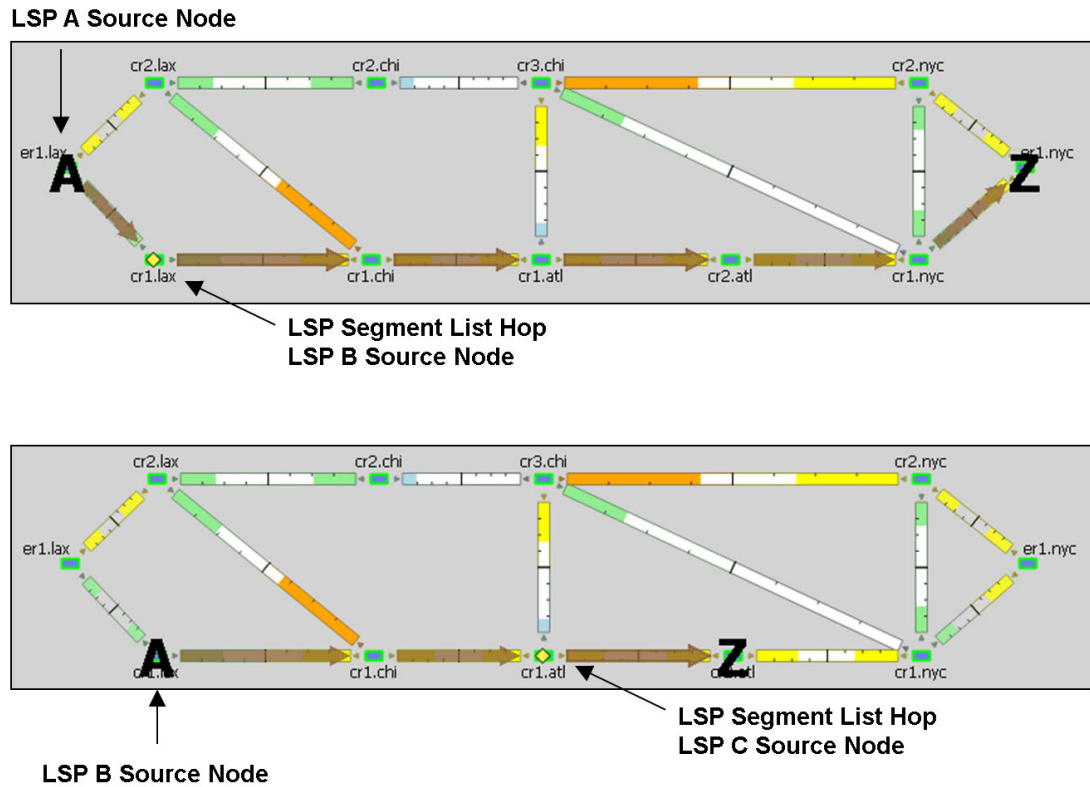 LSP A Source Node
cr2.lax cr2.chi cr3.chi cr2.nyc
er1.lax er1.nyc
A Z
cr1.lax cr1.chi cr1.atl cr2.atl cr1.nyc
LSP Segment List Hop
LSP B Source Node
cr2.lax cr2.chi cr3.chi cr2.nyc
er1.lax er1.nyc
A Z
cr1.chi cr1.atl cr1.nyc
LSP Segment List Hop
LSP C Source Node
LSP B Source Node